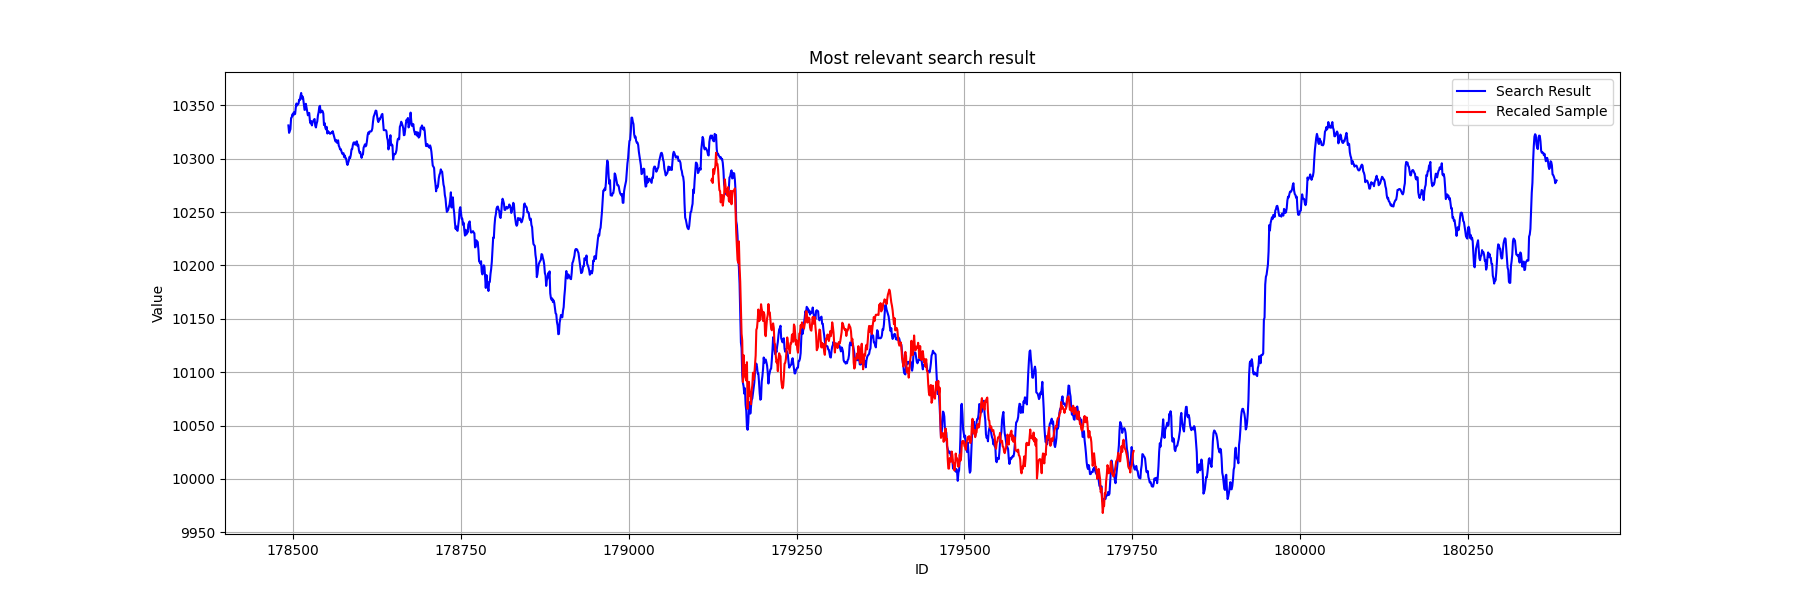 Most relevant search result
Search Result
Recaled Sample
Value
10350
10300
10250
10200
10150
10100
10050
10000
9950
178500 178750 179000 179250 179500 179750 180000 180250
ID